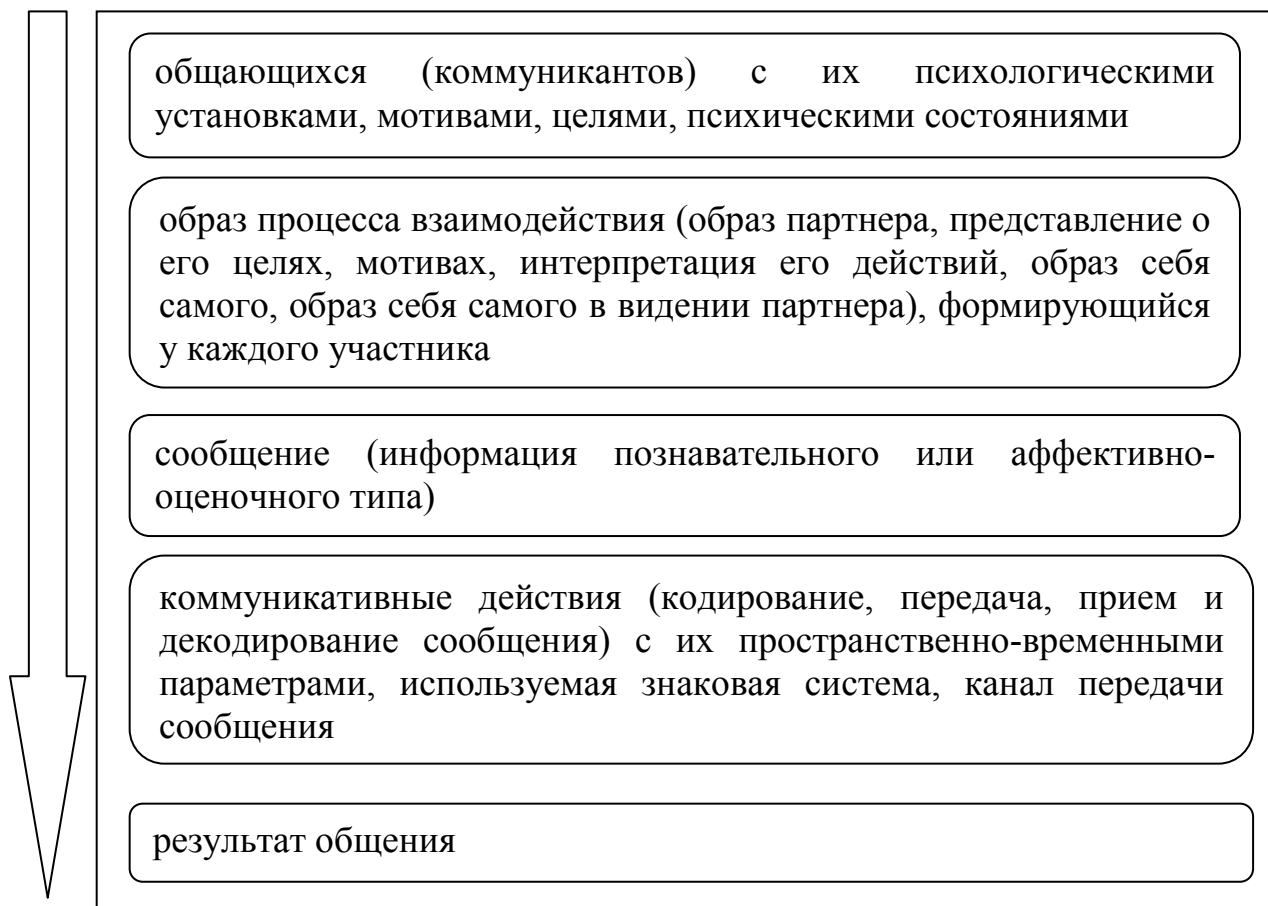 общающихся (коммуникантов) с их психологическими
установками, мотивами, целями, психическими состояниями
образ процесса взаимодействия (образ партнера, представление о
его целях, мотивах, интерпретация его действий, образ себя
самого, образ себя самого в видении партнера), формирующийся
у каждого участника
сообщение (информация познавательного или аффективно-
оценочного типа)
коммуникативные действия (кодирование, передача, прием и
декодирование сообщения) с их пространственно-временными
параметрами, используемая знаковая система, канал передачи
сообщения
результат общения